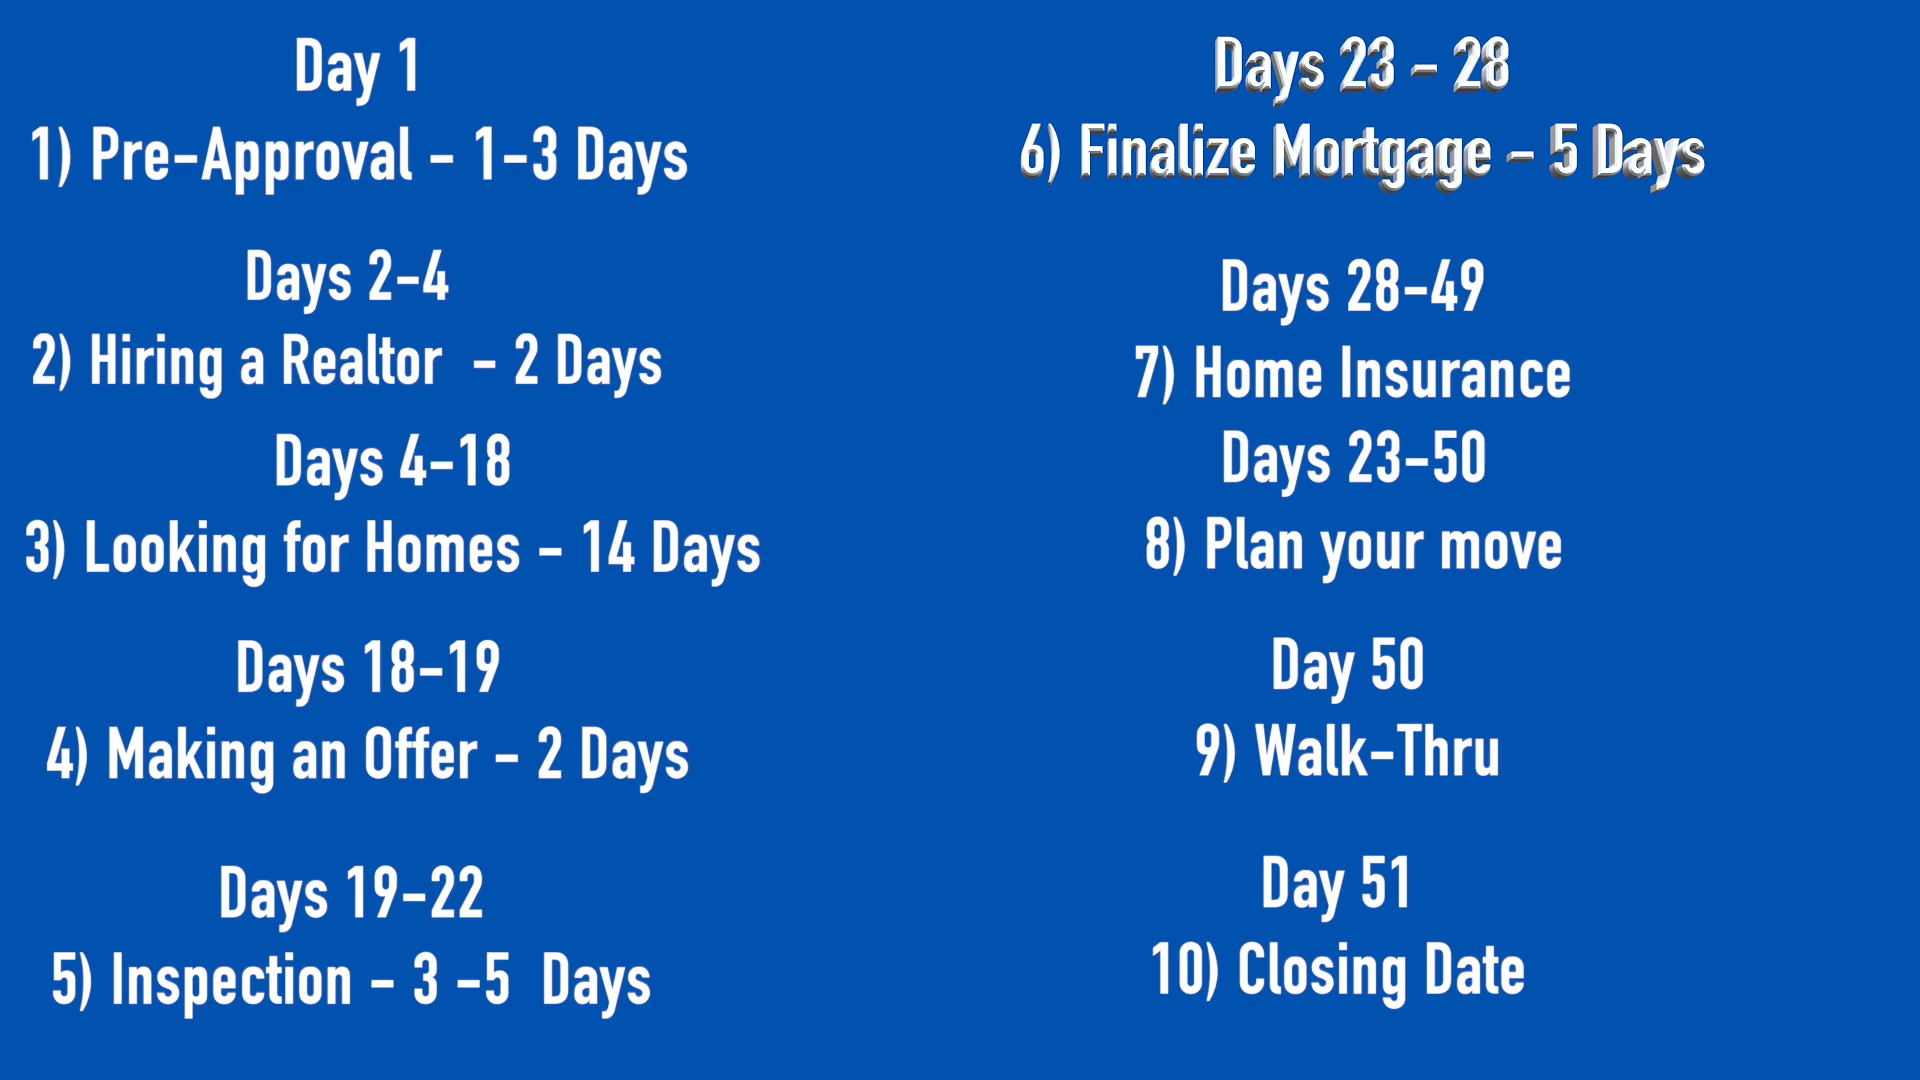 Day 1
1) Pre-Approval - 1-3 Days
Days 2-4
2) Hiring a Realtor - 2 Days
Days 4-18
3) Looking for Homes - 14 Days
Days 18-19
4) Making an Offer - 2 Days
Days 19-22
5) Inspection - 3 -5 Days
Days 23 - 28
6) Finalize Mortgage - 5 Days
Days 28-49
7) Home Insurance
Days 23-50
8) Plan your move
Day 50
9) Walk-Thru
Day 51
10) Closing Date